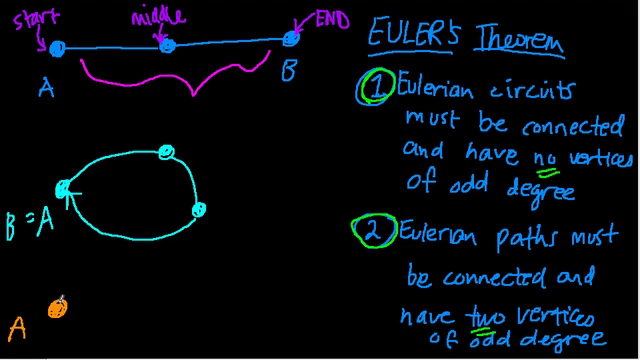 start
middle
END
A
B
B = A
A
EULER'S Theorem
1 Eulerian circuits
must be connected
and have no vertices
of odd degree
2 Eulerian paths must
be connected and
have two vertices
of odd degree